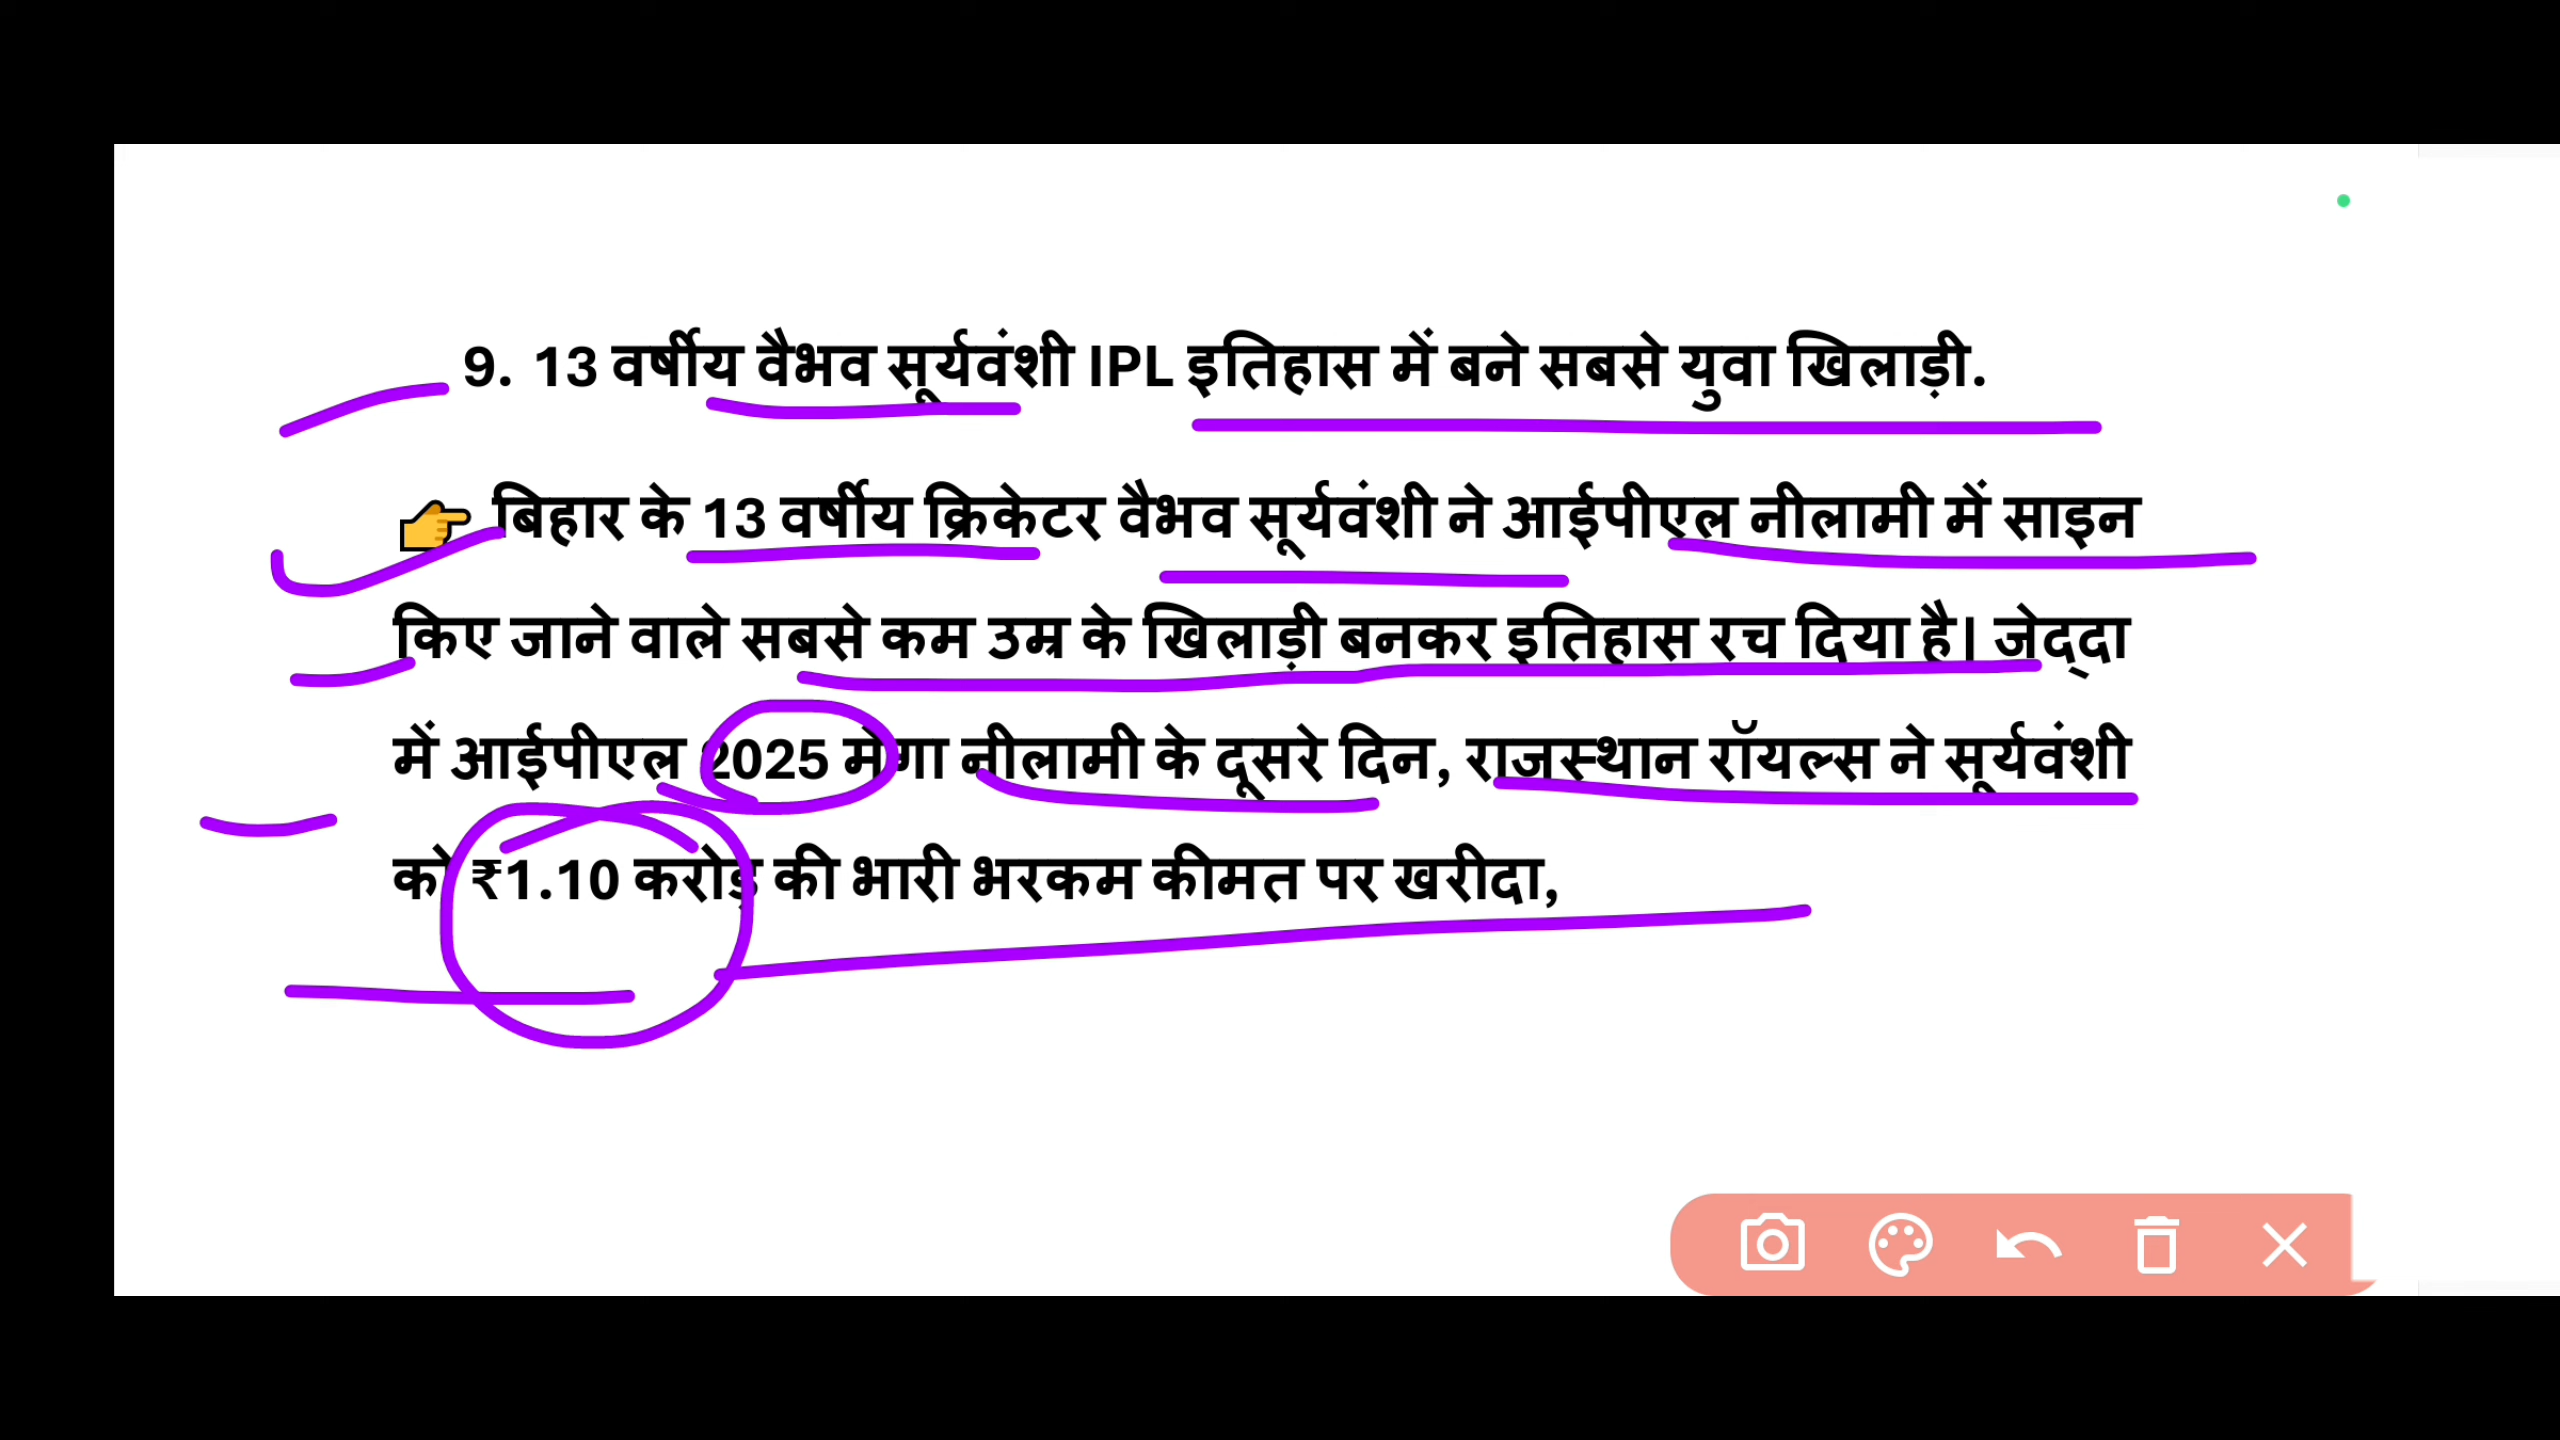 9. 13 वर्षीय वैभव सूर्यवंशी IPL इतिहास में बने सबसे युवा खिलाड़ी.
👉 बिहार के 13 वर्षीय क्रिकेटर वैभव सूर्यवंशी ने आईपीएल नीलामी में साइन
किए जाने वाले सबसे कम उम्र के खिलाड़ी बनकर इतिहास रच दिया है। जेद्दा
में आईपीएल 2025 मेगा नीलामी के दूसरे दिन, राजस्थान रॉयल्स ने सूर्यवंशी
को ₹1.10 करोड़ की भारी भरकम कीमत पर खरीदा,